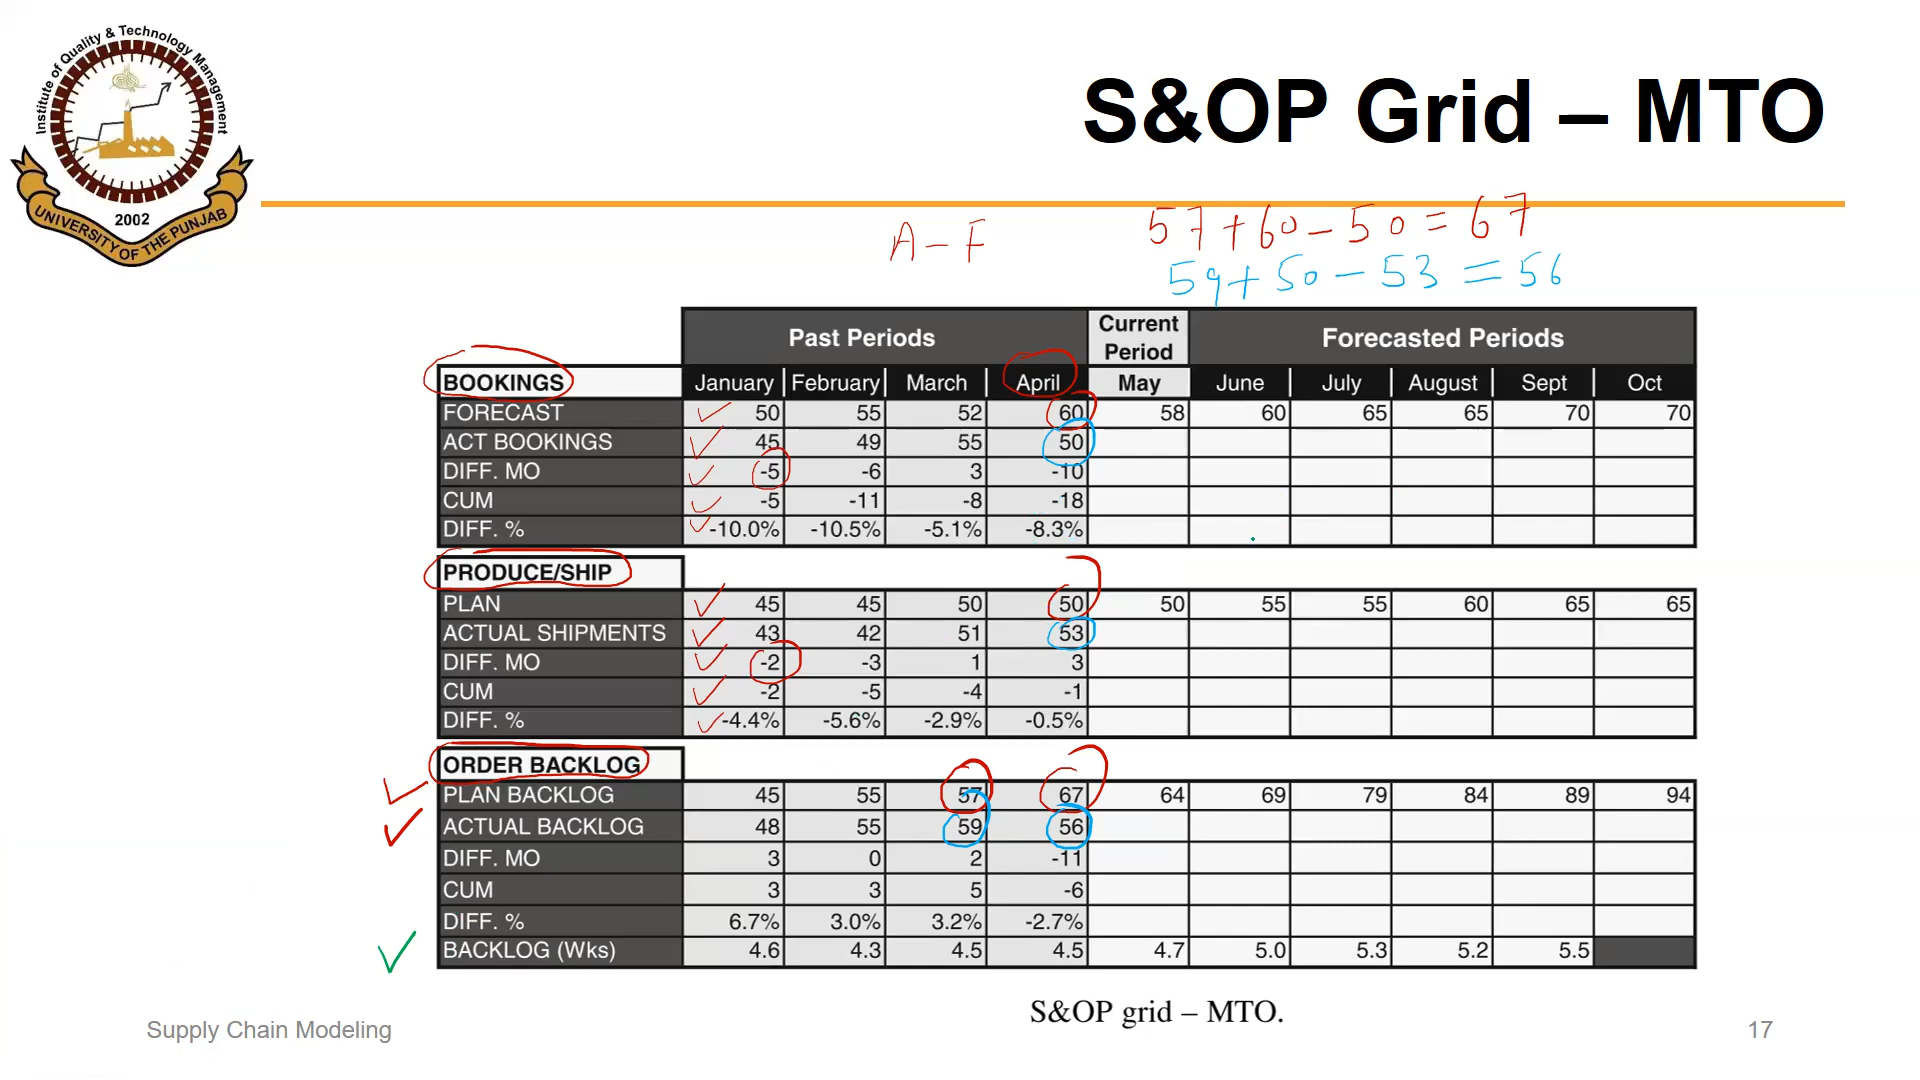 Institute of Quality & Technology Management
2002
UNIVERSITY OF THE PUNJAB
S&OP Grid – MTO
A – F
57 + 60 – 50 = 67
59 + 50 – 53 = 56
Past Periods Current Period Forecasted Periods
BOOKINGS January February March April May June July August Sept Oct
FORECAST 50 55 52 60 58 60 65 65 70 70
ACT BOOKINGS 45 49 55 50
DIFF. MO -5 -6 3 -10
CUM -5 -11 -8 -18
DIFF. % -10.0% -10.5% -5.1% -8.3%
PRODUCE/SHIP
PLAN 45 45 50 50 50 55 55 60 65 65
ACTUAL SHIPMENTS 43 42 51 53
DIFF. MO -2 -3 1 3
CUM -2 -5 -4 -1
DIFF. % -4.4% -5.6% -2.9% -0.5%
ORDER BACKLOG
PLAN BACKLOG 45 55 57 67 64 69 79 84 89 94
ACTUAL BACKLOG 48 55 59 56
DIFF. MO 3 0 2 -11
CUM 3 3 5 -6
DIFF. % 6.7% 3.0% 3.2% -2.7%
BACKLOG (Wks) 4.6 4.3 4.5 4.5 4.7 5.0 5.3 5.2 5.5
S&OP grid – MTO.
Supply Chain Modeling
17